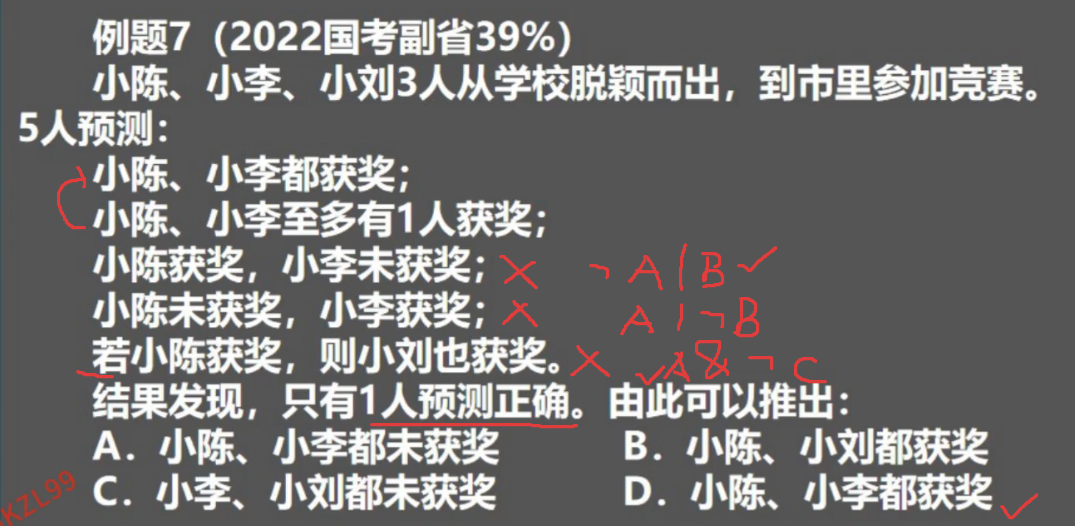 例题7（2022国考副省39%）
小陈、小李、小刘3人从学校脱颖而出，到市里参加竞赛。
5人预测：
小陈、小李都获奖；
小陈、小李至多有1人获奖；
小陈获奖，小李未获奖；× ¬A|B✓
小陈未获奖，小李获奖；× A|¬B
若小陈获奖，则小刘也获奖。× ✓A&¬C
结果发现，只有1人预测正确。由此可以推出：
A．小陈、小李都未获奖 B．小陈、小刘都获奖
C．小李、小刘都未获奖 D．小陈、小李都获奖✓
KZL99